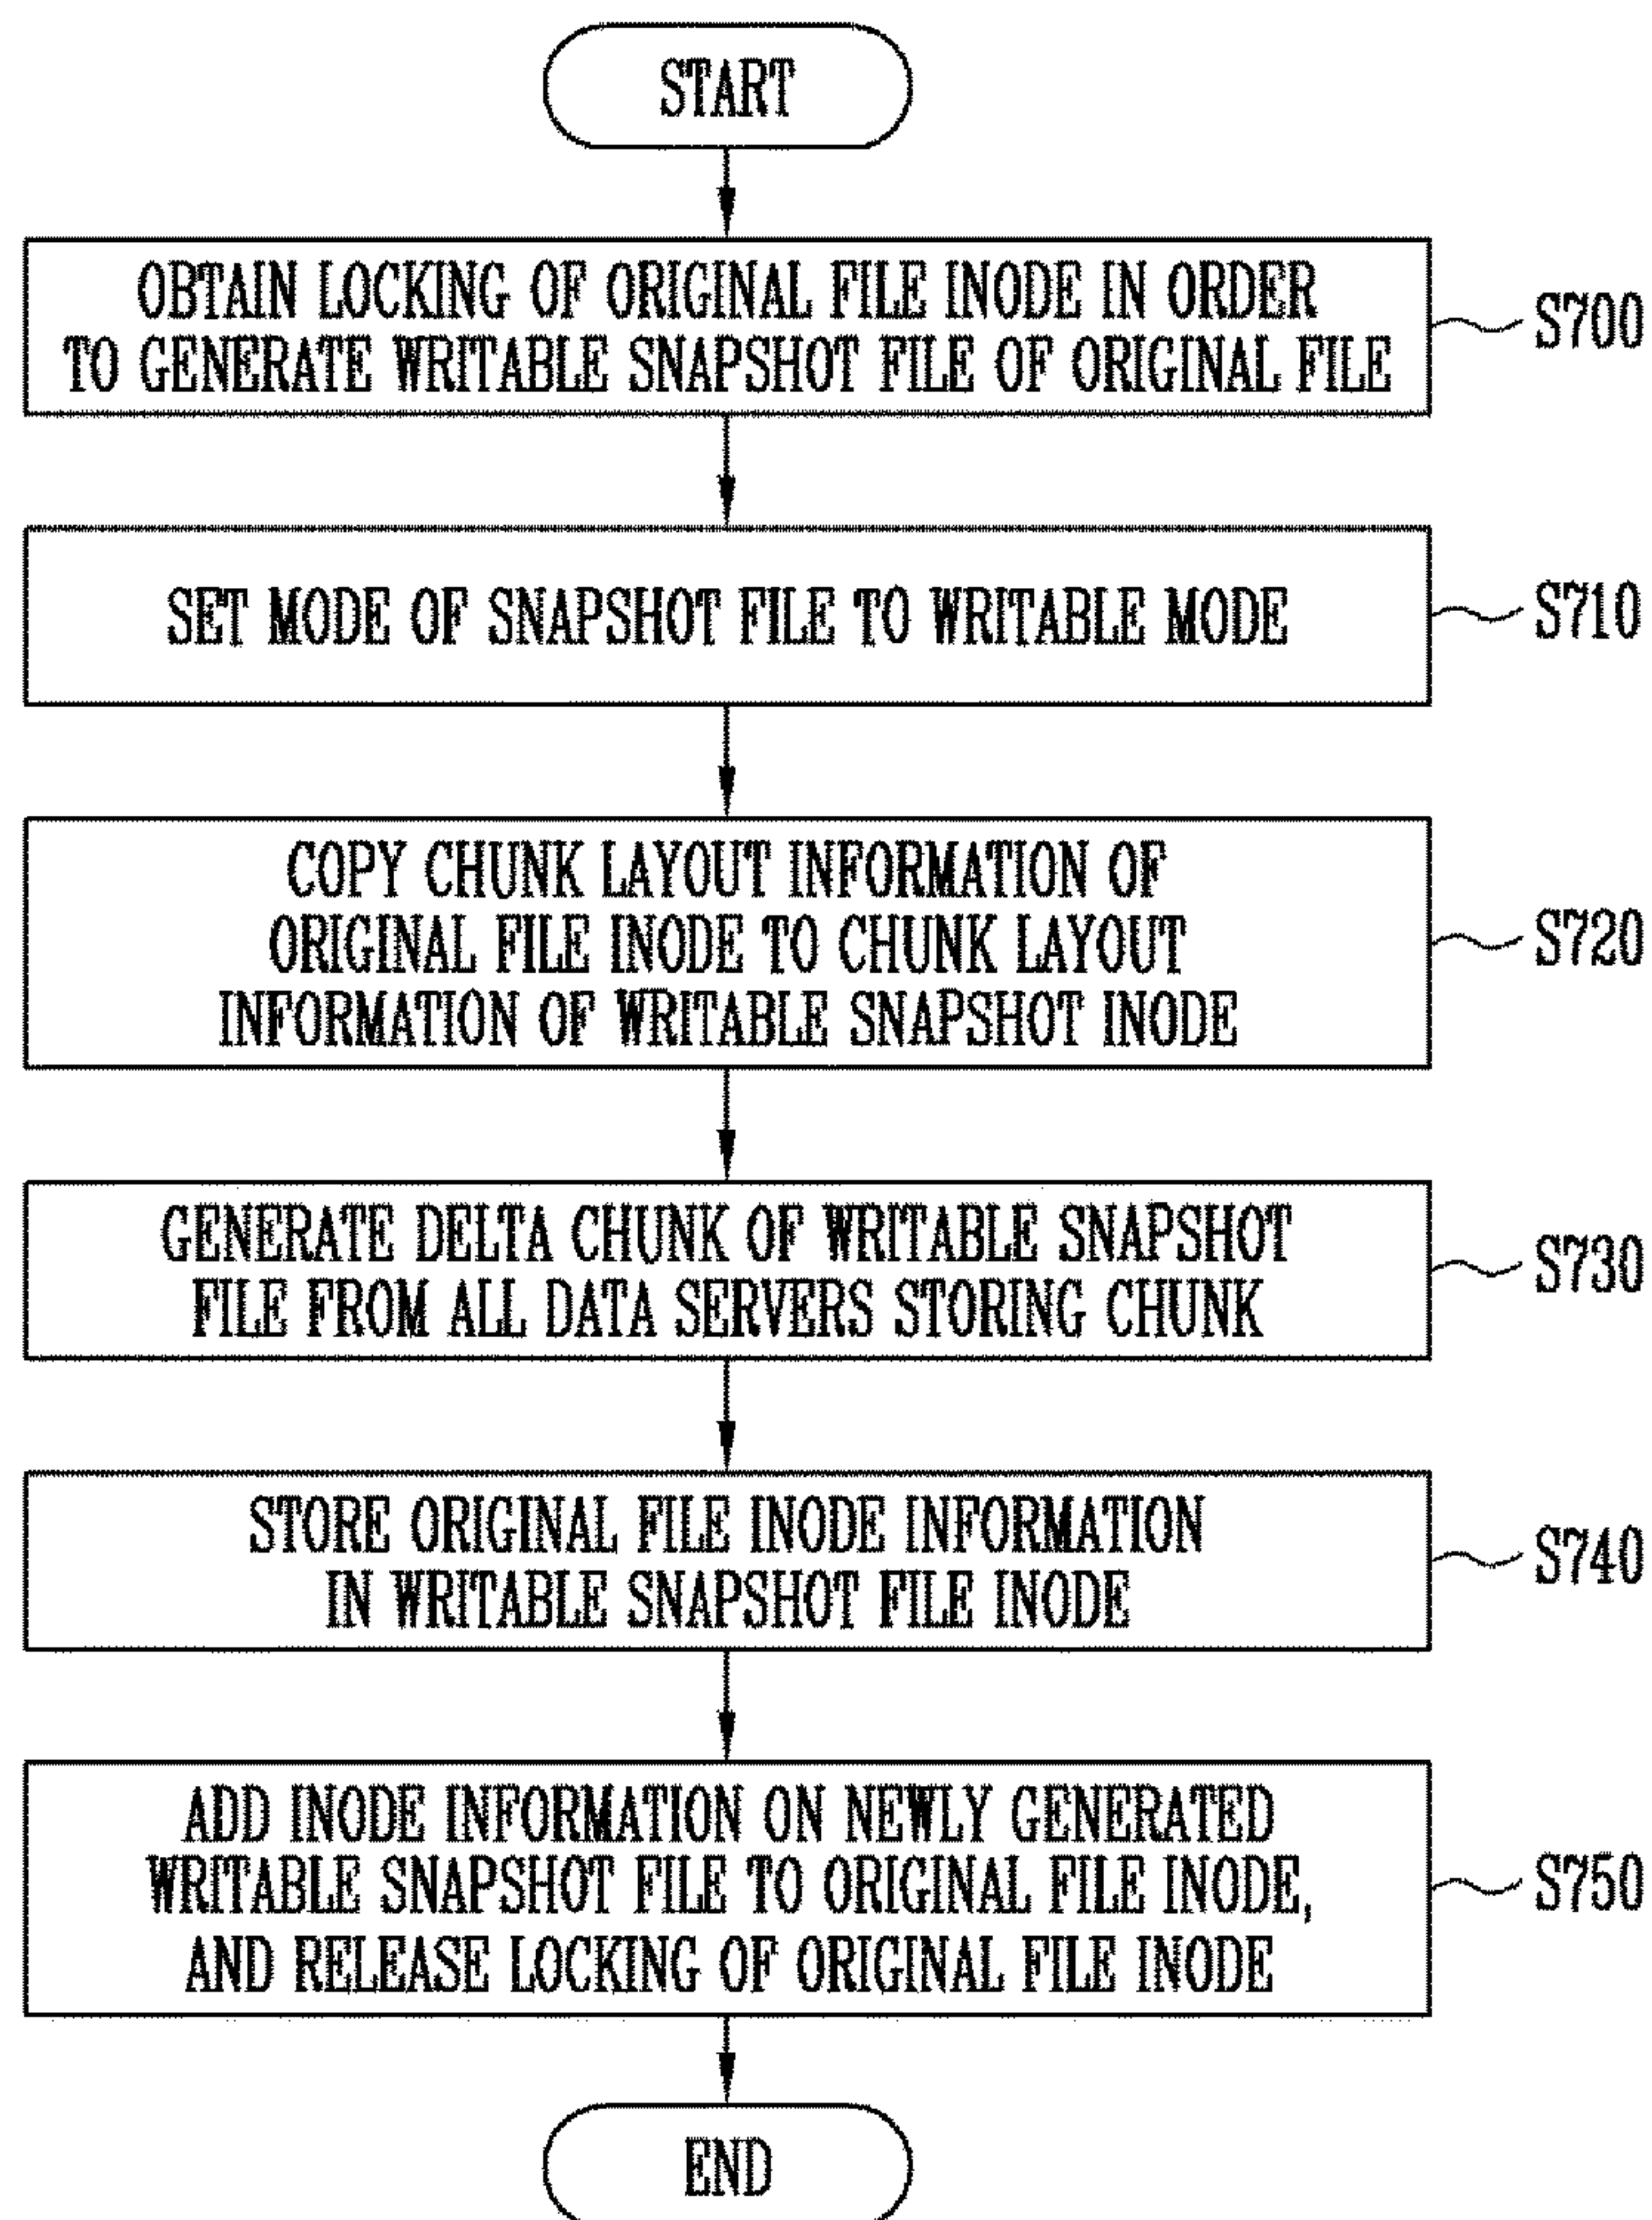 START
OBTAIN LOCKING OF ORIGINAL FILE INODE IN ORDER
TO GENERATE WRITABLE SNAPSHOT FILE OF ORIGINAL FILE
S700
SET MODE OF SNAPSHOT FILE TO WRITABLE MODE
S710
COPY CHUNK LAYOUT INFORMATION OF
ORIGINAL FILE INODE TO CHUNK LAYOUT
INFORMATION OF WRITABLE SNAPSHOT INODE
S720
GENERATE DELTA CHUNK OF WRITABLE SNAPSHOT
FILE FROM ALL DATA SERVERS STORING CHUNK
S730
STORE ORIGINAL FILE INODE INFORMATION
IN WRITABLE SNAPSHOT FILE INODE
S740
ADD INODE INFORMATION ON NEWLY GENERATED
WRITABLE SNAPSHOT FILE TO ORIGINAL FILE INODE,
AND RELEASE LOCKING OF ORIGINAL FILE INODE
S750
END